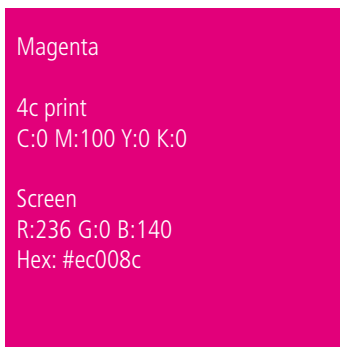 Magenta
4c print
C:0 M:100 Y:0 K:0
Screen
R:236 G:0 B:140
Hex: #ec008c